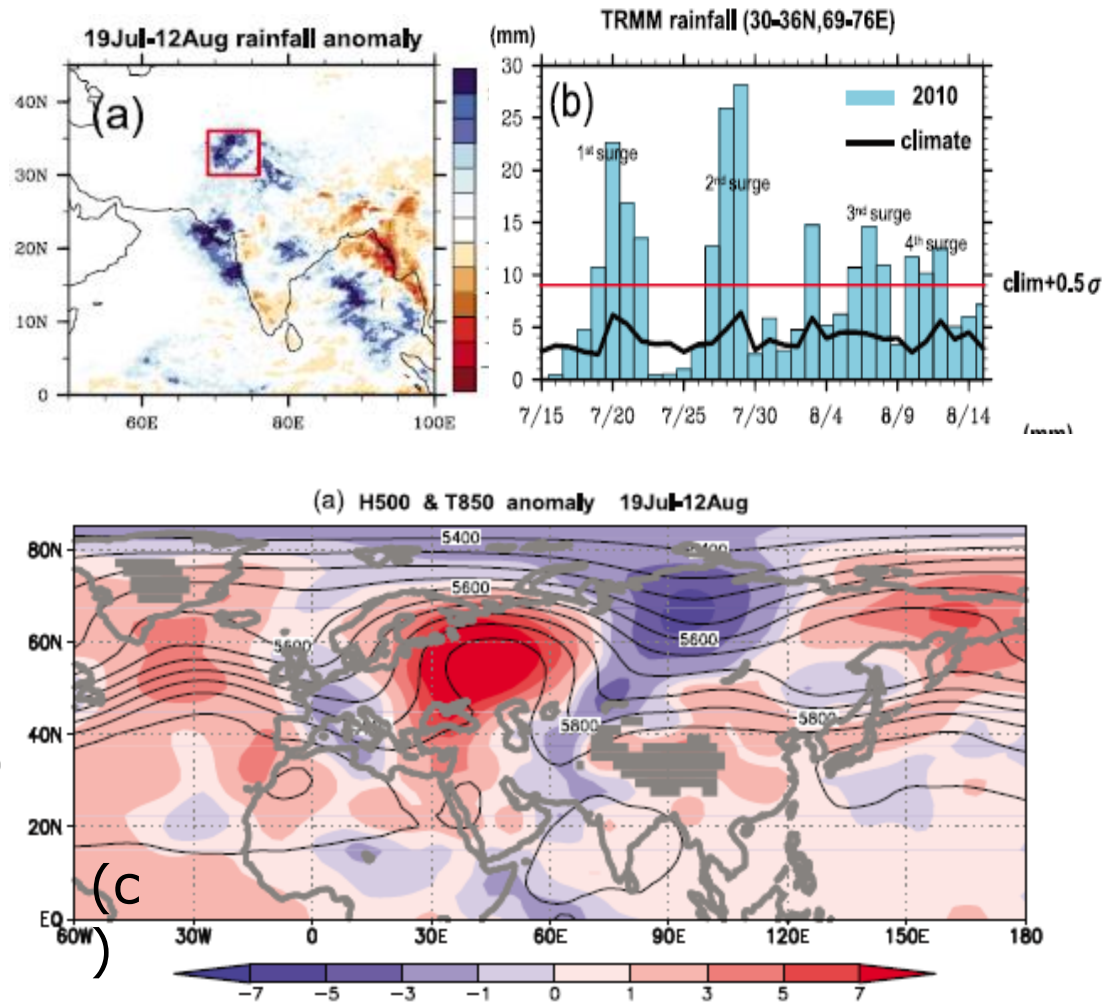 19Jul-12Aug rainfall anomaly
(a)
40N
30N
20N
10N
0
60E 80E 100E
TRMM rainfall (30-36N,69-76E)
(mm)
(b)
2010
climate
1st surge
2nd surge
3rd surge
4th surge
clim+0.5σ
30
25
20
15
10
5
0
7/15 7/20 7/25 7/30 8/4 8/9 8/14
(a) H500 & T850 anomaly 19Jul-12Aug
80N
60N
40N
20N
EQ
5400
5400
5600
5600
5600
5800
5800
(c
)
60W 30W 0 30E 60E 90E 120E 150E 180
-7 -5 -3 -1 0 1 3 5 7